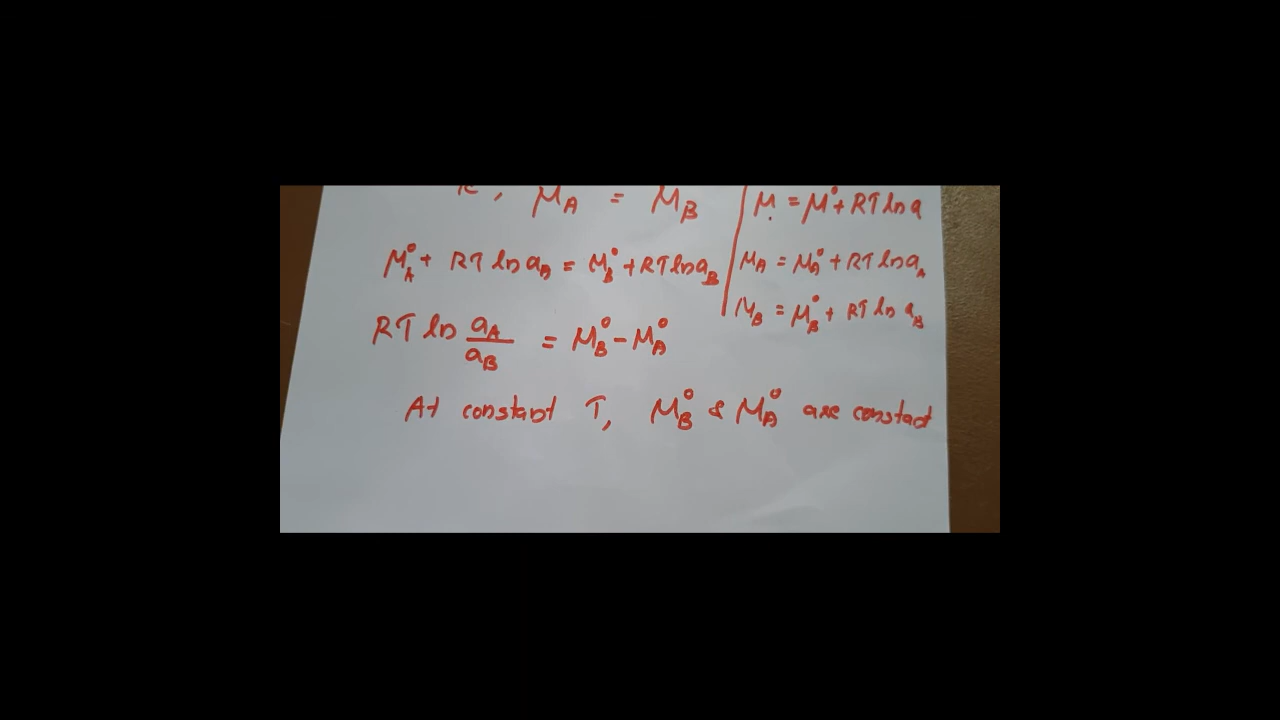 μA = μB
μ = μ° + RT ln a
μ°A + RT ln aA = μ°B + RT ln aB
μA = μ°A + RT ln aA
μB = μ°B + RT ln aB
RT ln aA/aB = μ°B - μ°A
At constant T, μ°B & μ°A are constact